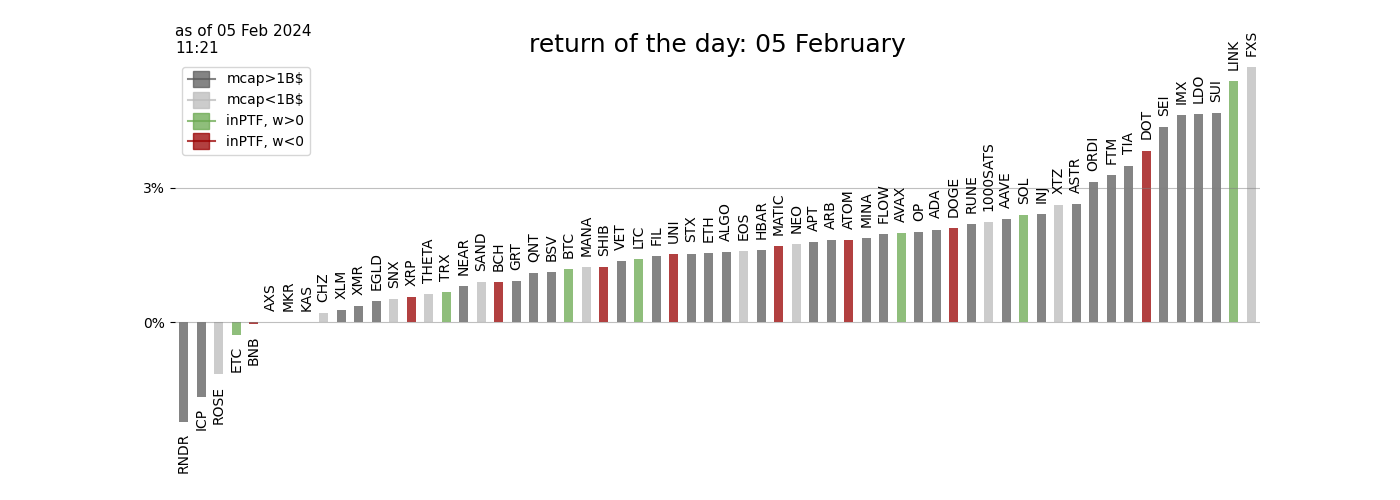 as of 05 Feb 2024
11:21
return of the day: 05 February
mcap>1B$
mcap<1B$
inPTF, w>0
inPTF, w<0
3%
0%
RNDR
ICP
ROSE
ETC
BNB
AXS
MKR
KAS
CHZ
XLM
XMR
EGLD
SNX
XRP
THETA
TRX
NEAR
SAND
BCH
GRT
QNT
BSV
BTC
MANA
SHIB
VET
LTC
FIL
UNI
STX
ETH
ALGO
EOS
HBAR
MATIC
NEO
APT
ARB
ATOM
MINA
FLOW
AVAX
OP
ADA
DOGE
RUNE
1000SATS
AAVE
SOL
INJ
XTZ
ASTR
ORDI
FTM
TIA
DOT
SEI
IMX
LDO
SUI
LINK
FXS